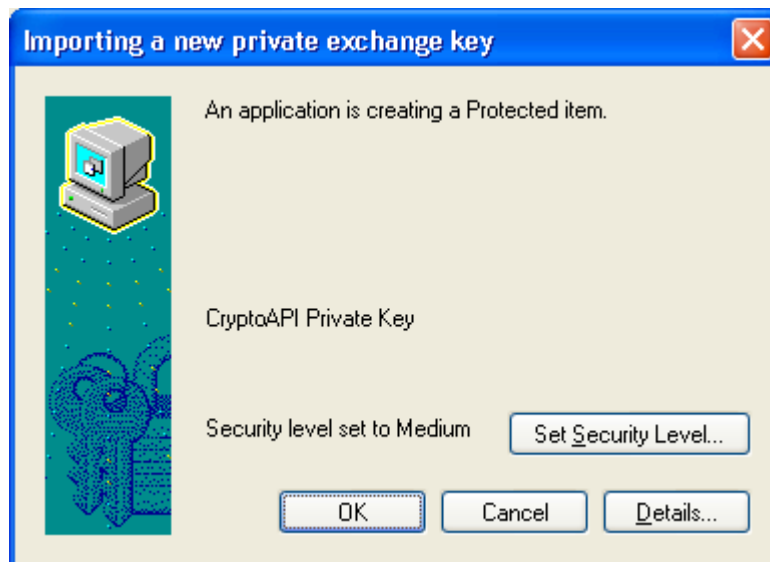 Importing a new private exchange key
An application is creating a Protected item.
CryptoAPI Private Key
Security level set to Medium
Set Security Level...
OK
Cancel
Details...